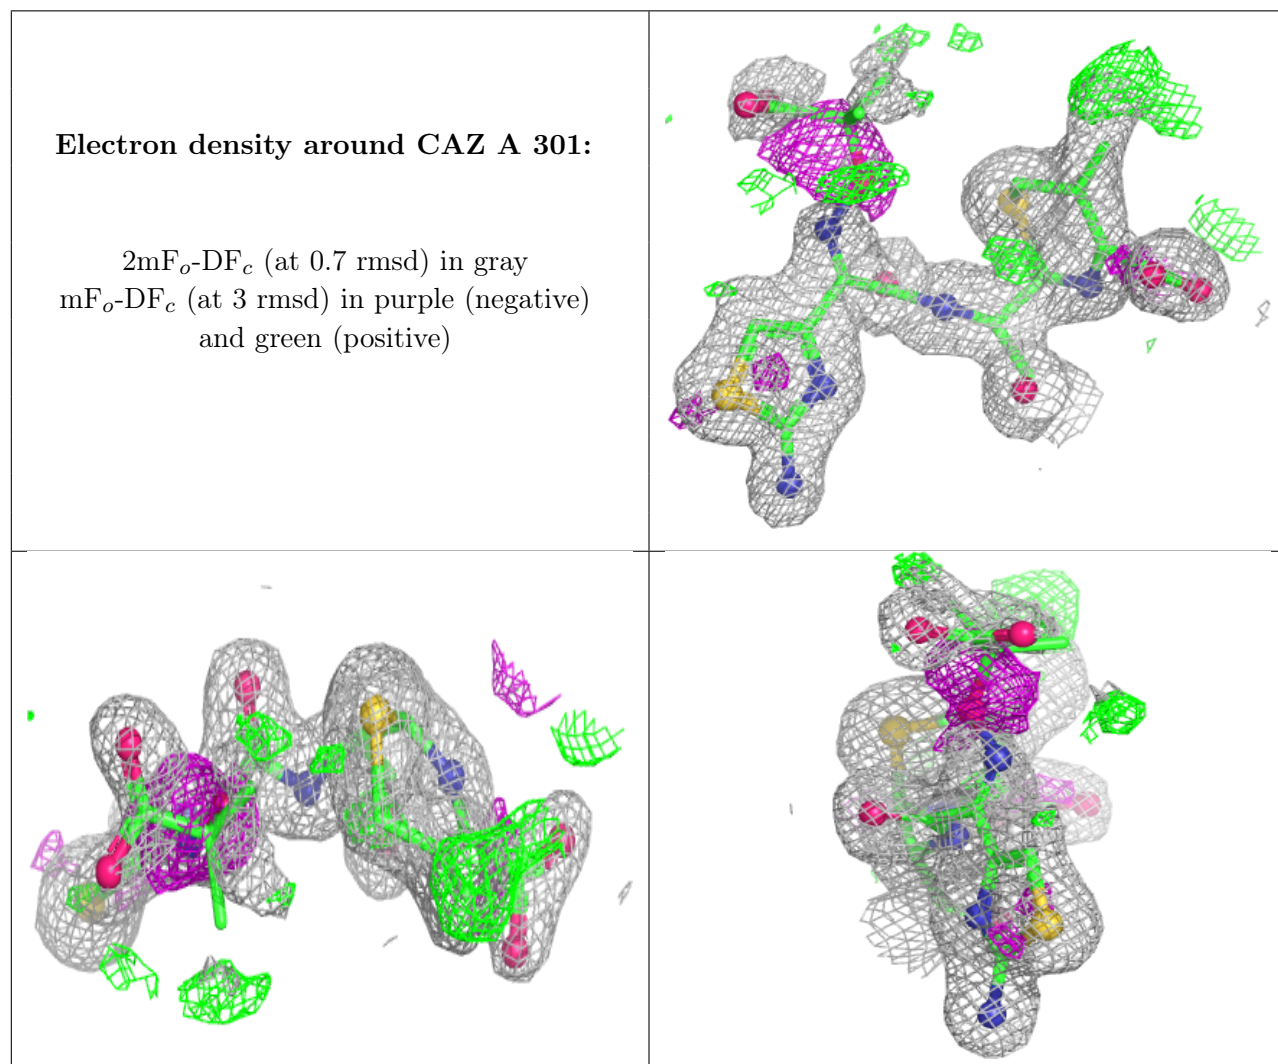 Electron density around CAZ A 301:
2mFo-DFc (at 0.7 rmsd) in gray
mFo-DFc (at 3 rmsd) in purple (negative)
and green (positive)